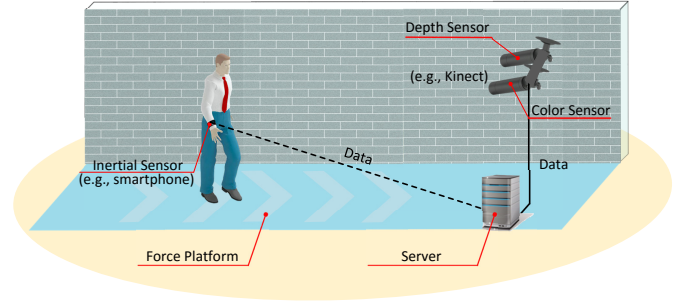 Depth Sensor
(e.g., Kinect)
Color Sensor
Inertial Sensor
(e.g., smartphone)
Data
Data
Force Platform
Server